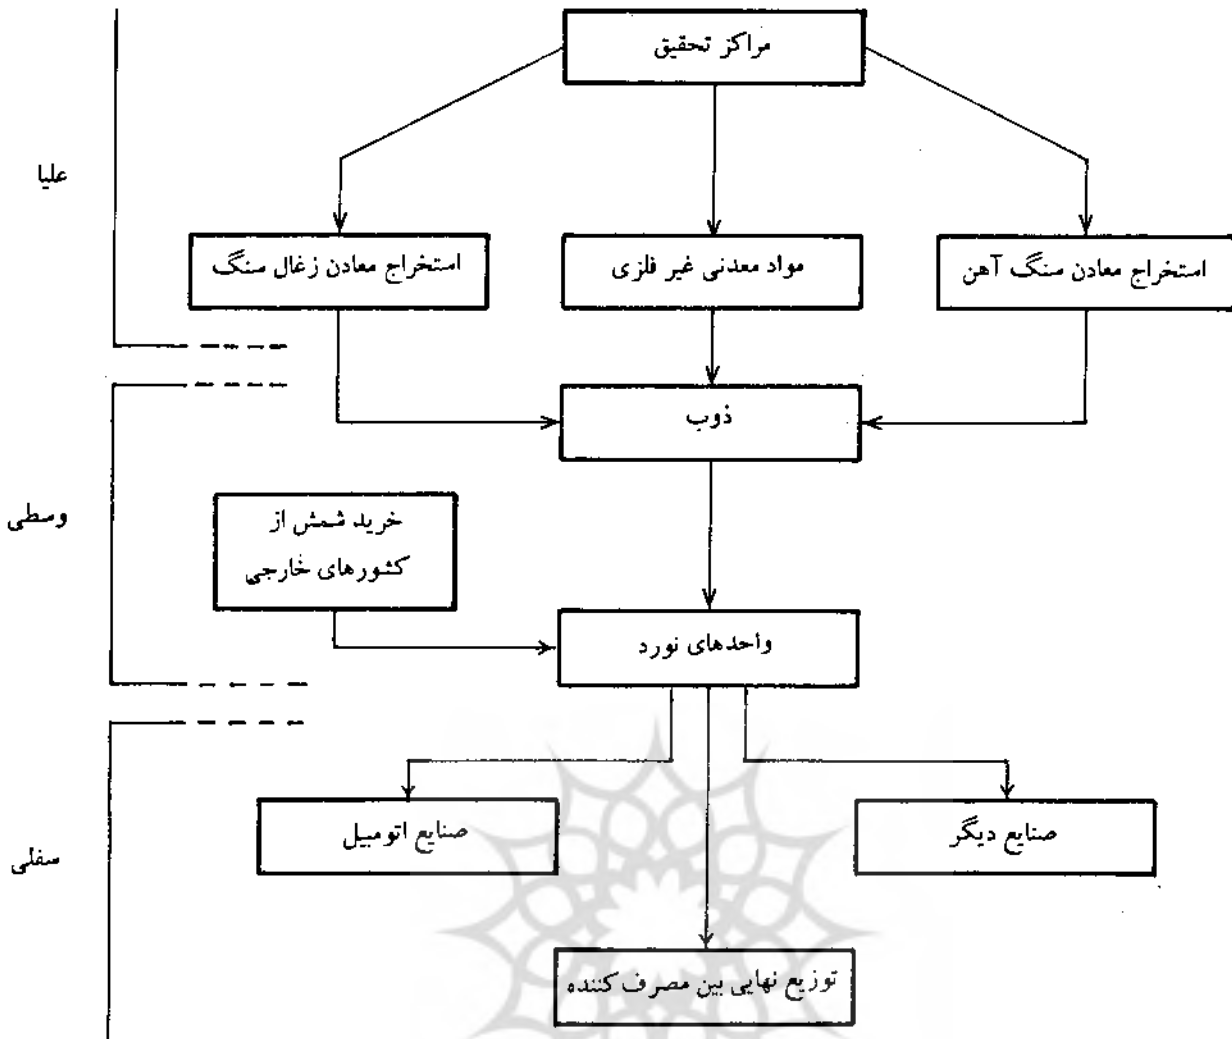 مراکز تحقیق
علیا
استخراج معادن سنگ آهن
مواد معدنی غیر فلزی
استخراج معادن زغال سنگ
ذوب
وسطی
خرید شمش از
کشورهای خارجی
واحدهای نورد
صنایع دیگر
صنایع اتومبیل
سفلی
توزیع نهایی بین مصرف کننده